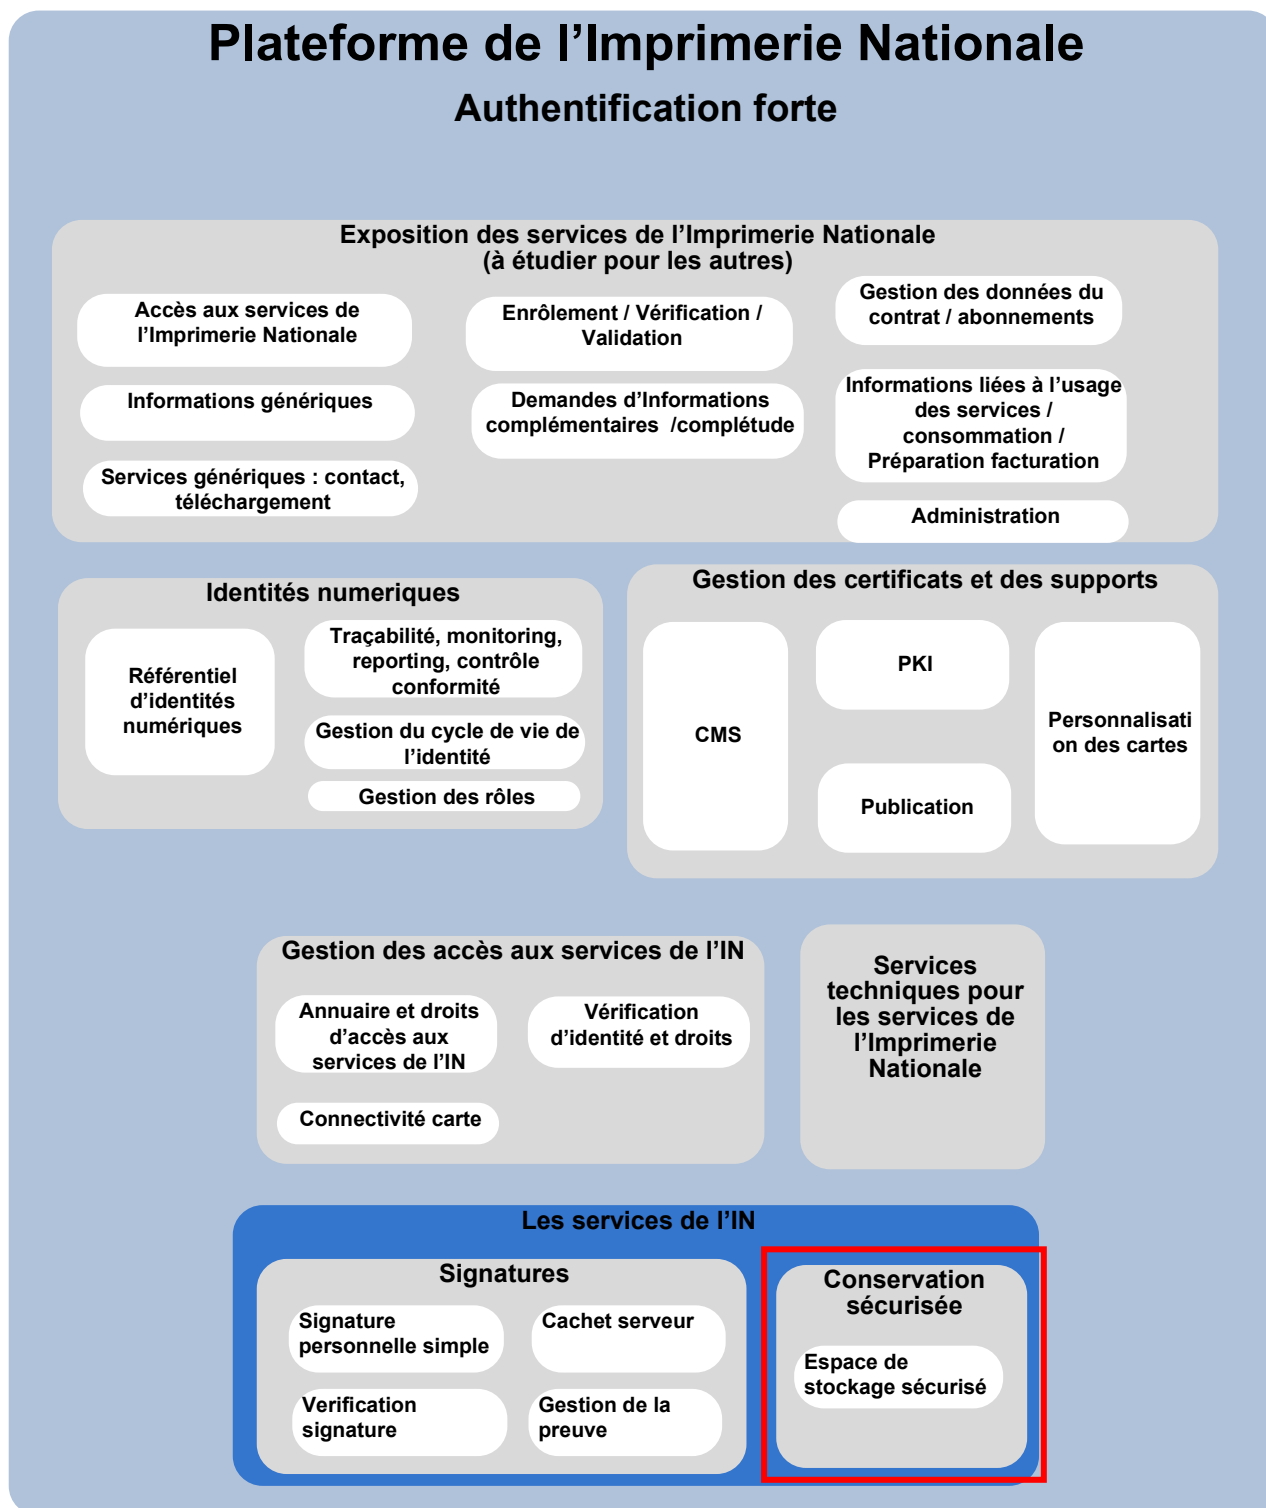 Plateforme de l’Imprimerie Nationale
Authentification forte
Exposition des services de l’Imprimerie Nationale
(à étudier pour les autres)
Accès aux services de
l’Imprimerie Nationale
Informations génériques
Services génériques : contact,
téléchargement
Enrôlement / Vérification /
Validation
Demandes d’Informations
complémentaires /complétude
Gestion des données du
contrat / abonnements
Informations liées à l’usage
des services /
consommation /
Préparation facturation
Administration
Identités numeriques
Référentiel
d’identités
numériques
Traçabilité, monitoring,
reporting, contrôle
conformité
Gestion du cycle de vie de
l’identité
Gestion des rôles
Gestion des certificats et des supports
CMS
PKI
Publication
Personnalisati
on des cartes
Gestion des accès aux services de l’IN
Annuaire et droits
d’accès aux
services de l’IN
Vérification
d’identité et droits
Connectivité carte
Services
techniques pour
les services de
l’Imprimerie
Nationale
Les services de l’IN
Signatures
Signature
personnelle simple
Cachet serveur
Verification
signature
Gestion de la
preuve
Conservation
sécurisée
Espace de
stockage sécurisé